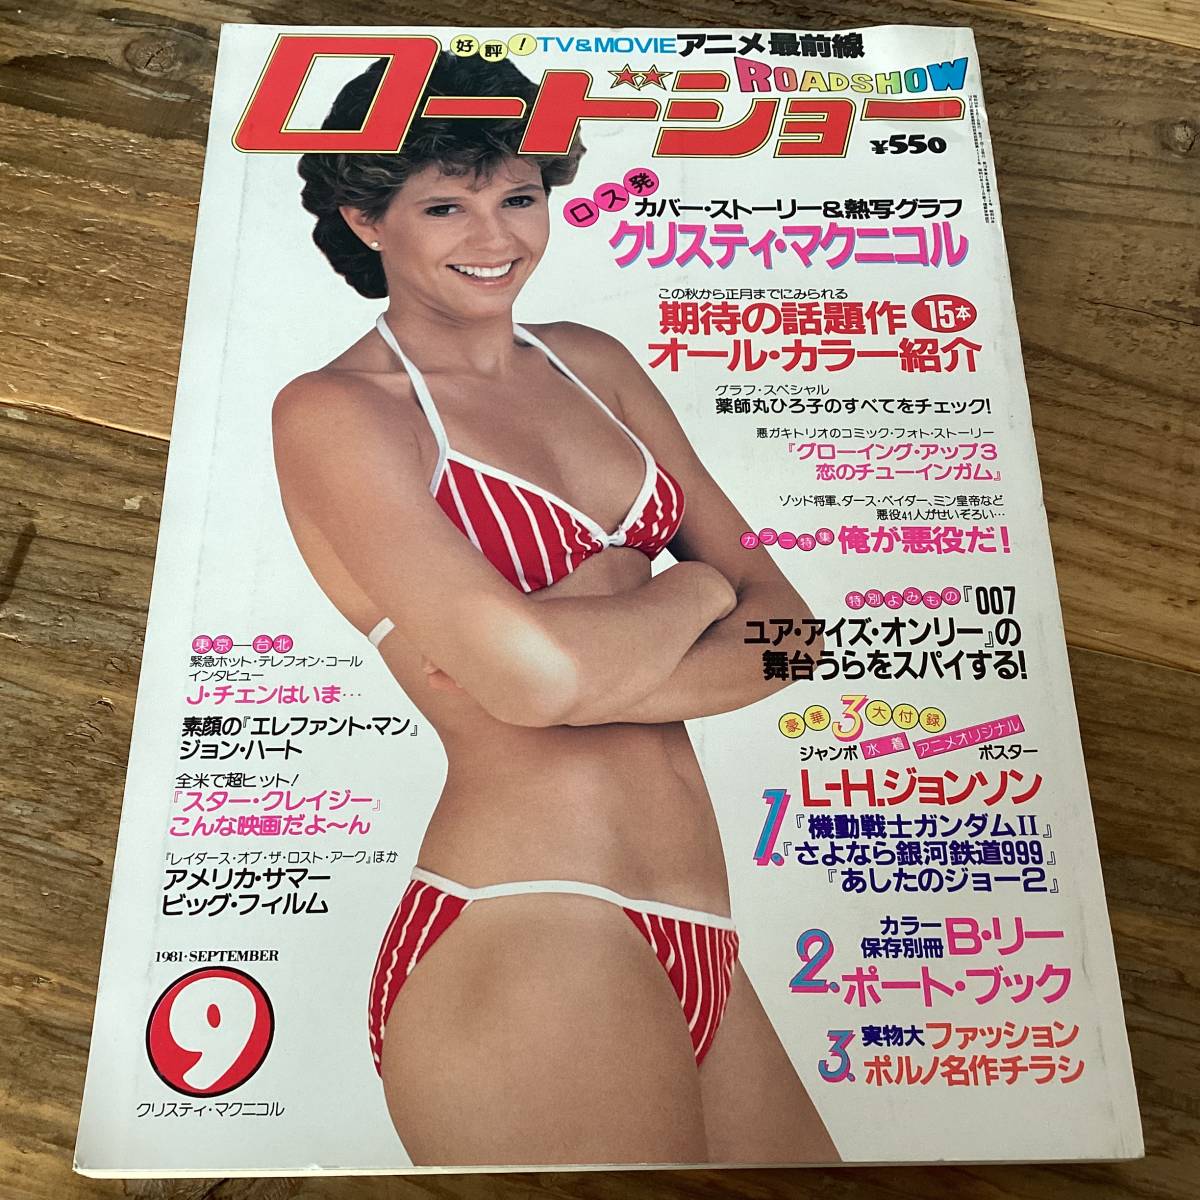 好評! TV&MOVIEアニメ最前線
ロードショー
ROADSHOW
¥550
ロス発
カバー・ストーリー&熱写グラフ
クリスティ・マクニコル
この秋から正月までにみられる
期待の話題作 15本
オール・カラー紹介
グラフ・スペシャル
薬師丸ひろ子のすべてをチェック!
悪ガキトリオのコミック・フォト・ストーリー
『グローイング・アップ3
恋のチューインガム』
ゾッド将軍、ダース・ベイダー、ミン皇帝など
悪役41人がせいぞろい…
カラー特集 俺が悪役だ!
特別よみもの『007
ユア・アイズ・オンリー』の
舞台うらをスパイする!
東京—台北
緊急ホット・テレフォン・コール
インタビュー
J・チェンはいま…
素顔の『エレファント・マン』
ジョン・ハート
全米で超ヒット!
『スター・クレイジー』
こんな映画だよ〜ん
『レイダース・オブ・ザ・ロスト・アーク』ほか
アメリカ・サマー
ビッグ・フィルム
1981・SEPTEMBER
9
クリスティ・マクニコル
豪華3大付録
ジャンボ 水着 アニメオリジナル ポスター
1. L-H.ジョンソン
『機動戦士ガンダムII』
『さよなら銀河鉄道999』
『あしたのジョー2』
2. カラー保存別冊 B・リー
ポート・ブック
3. 実物大 ファッション
ポルノ名作チラシ